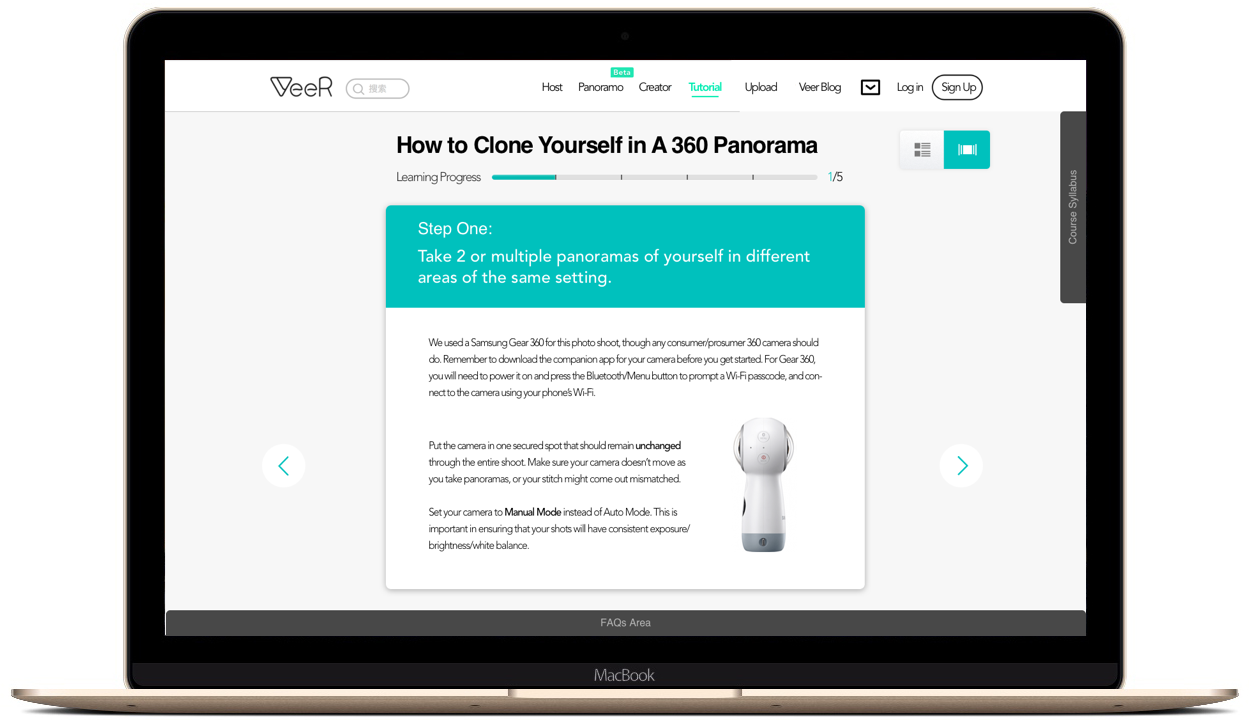 VeeR
搜索
Host
Panoramo
Beta
Creator
Tutorial
Upload
Veer Blog
Log in
Sign Up
How to Clone Yourself in A 360 Panorama
Learning Progress
1/5
Course Syllabus
Step One:
Take 2 or multiple panoramas of yourself in different
areas of the same setting.
We used a Samsung Gear 360 for this photo shoot, though any consumer/prosumer 360 camera should
do. Remember to download the companion app for your camera before you get started. For Gear 360,
you will need to power it on and press the Bluetooth/Menu button to prompt a Wi-Fi passcode, and con-
nect to the camera using your phone's Wi-Fi.
Put the camera in one secured spot that should remain unchanged
through the entire shoot. Make sure your camera doesn't move as
you take panoramas, or your stitch might come out mismatched.
Set your camera to Manual Mode instead of Auto Mode. This is
important in ensuring that your shots will have consistent exposure/
brightness/white balance.
FAQs Area
MacBook